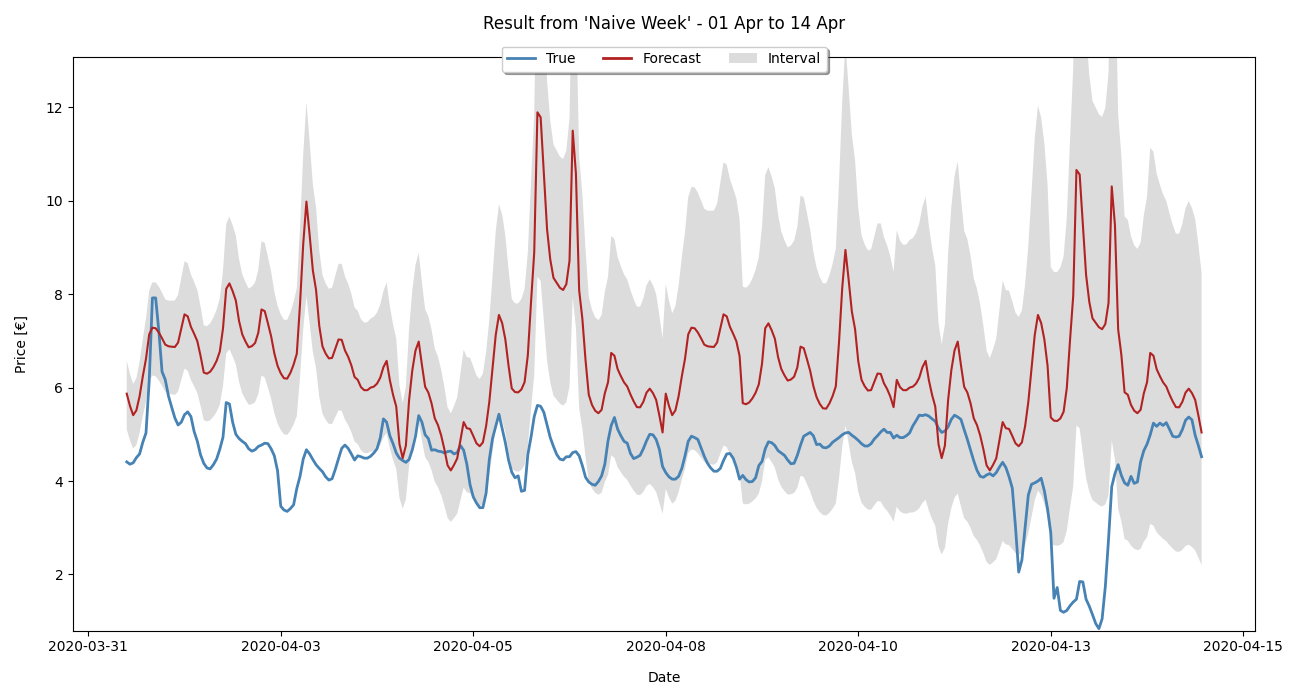 Result from 'Naive Week' - 01 Apr to 14 Apr
True Forecast Interval
Price [€]
12
10
8
6
4
2
2020-03-31 2020-04-03 2020-04-05 2020-04-08 2020-04-10 2020-04-13 2020-04-15
Date